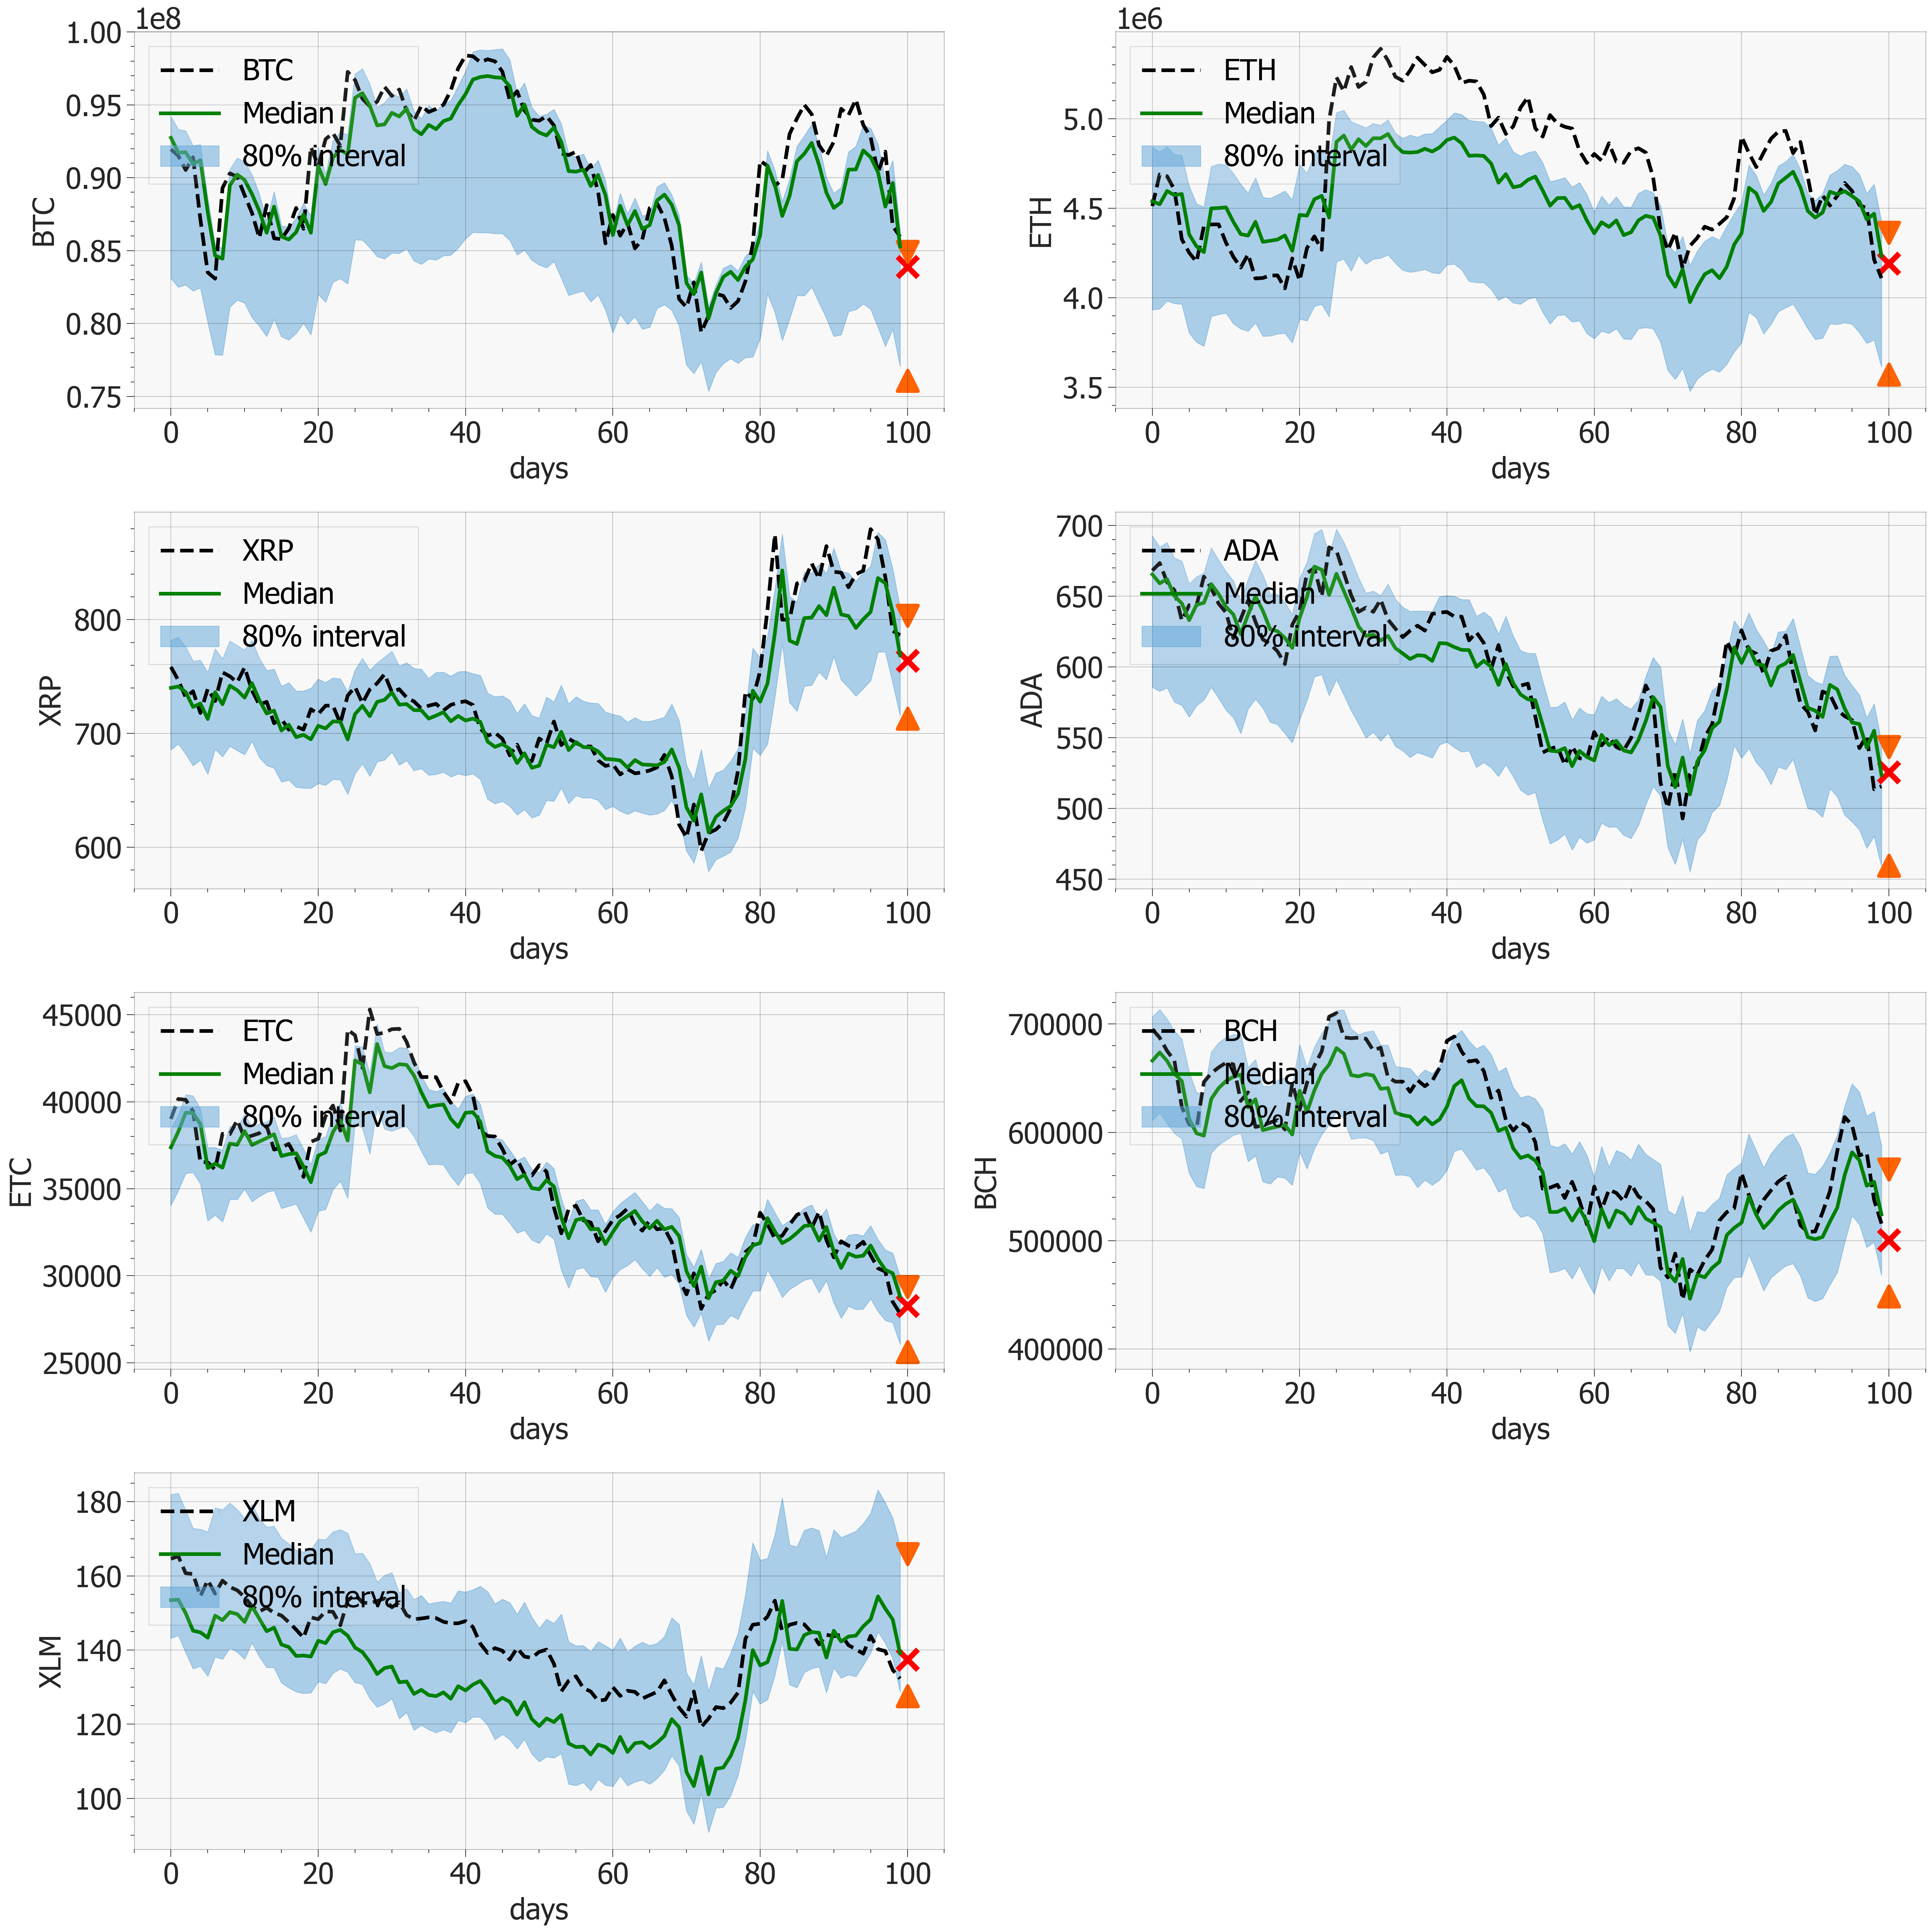 1e8
1.00
0.95
0.90
0.85
0.80
0.75
BTC
BTC
Median
80% interval
0 20 40 60 80 100
days
1e6
5.0
4.5
4.0
3.5
ETH
ETH
Median
80% interval
0 20 40 60 80 100
days
800
700
600
XRP
XRP
Median
80% interval
0 20 40 60 80 100
days
700
650
600
550
500
450
ADA
ADA
Median
80% interval
0 20 40 60 80 100
days
45000
40000
35000
30000
25000
ETC
ETC
Median
80% interval
0 20 40 60 80 100
days
700000
600000
500000
400000
BCH
BCH
Median
80% interval
0 20 40 60 80 100
days
180
160
140
120
100
XLM
XLM
Median
80% interval
0 20 40 60 80 100
days